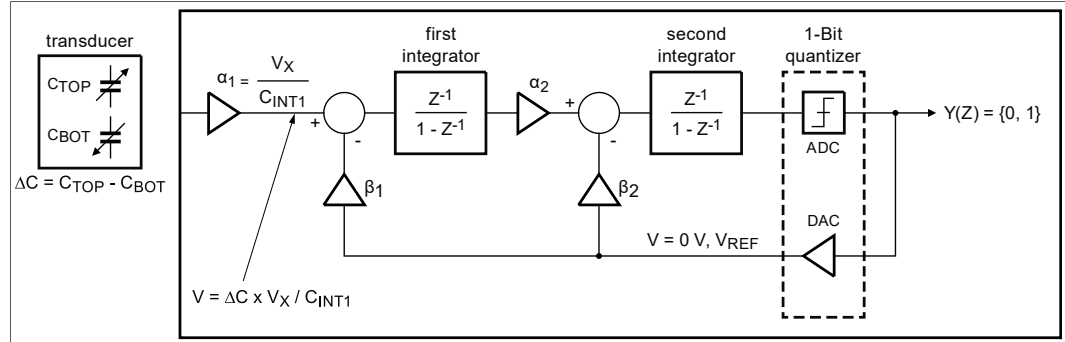 transducer
CTOP
CBOT
ΔC = CTOP - CBOT
α1 = VX / CINT1
+
-
first
integrator
Z-1
1 - Z-1
α2
+
-
second
integrator
Z-1
1 - Z-1
1-Bit
quantizer
ADC
Y(Z) = {0, 1}
β1
β2
DAC
V = 0 V, VREF
V = ΔC x VX / CINT1